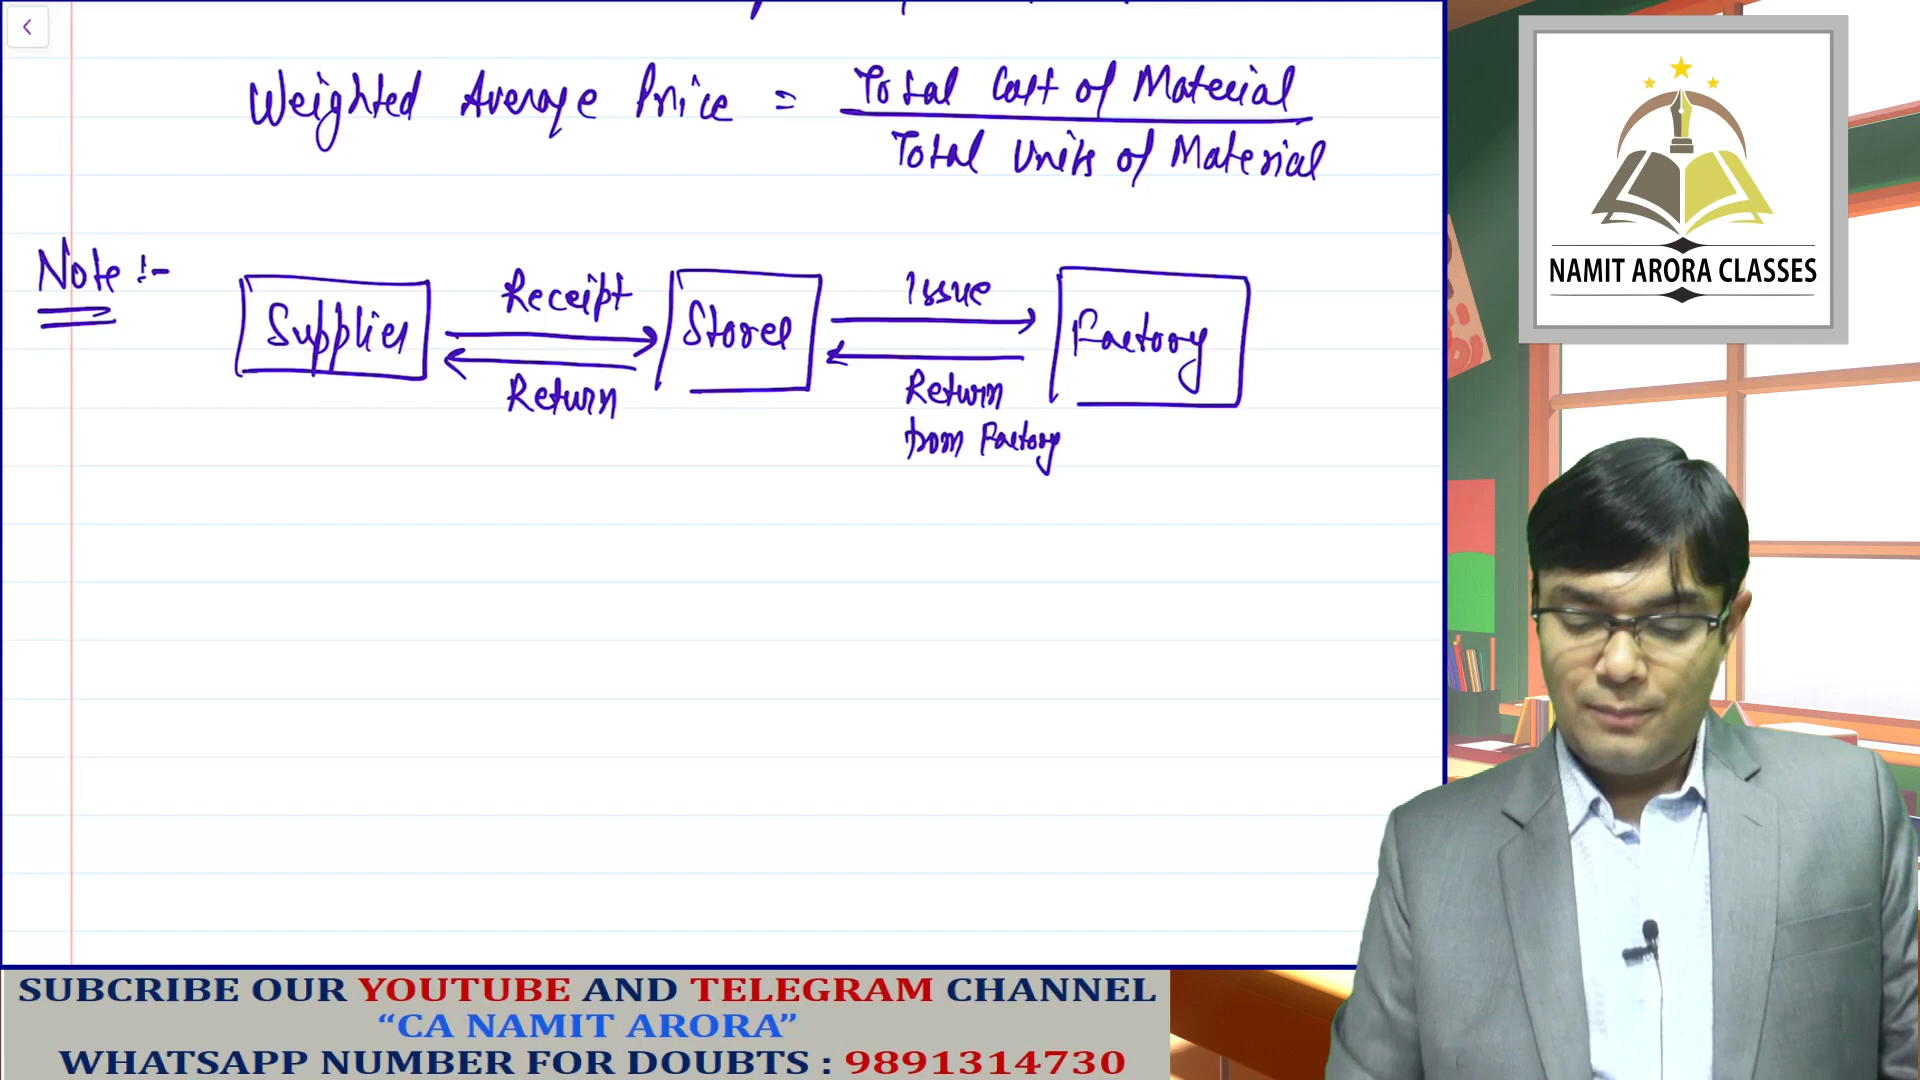 Weighted Average Price = Total Cost of Material
Total Units of Material
Note :-
Supplier
Receipt
Return
Stores
Issue
Return
from Factory
Factory
NAMIT ARORA CLASSES
SUBCRIBE OUR YOUTUBE AND TELEGRAM CHANNEL
“CA NAMIT ARORA”
WHATSAPP NUMBER FOR DOUBTS : 9891314730